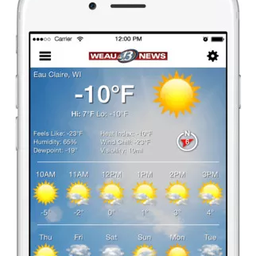 Carrier 12:00 PM
WEAU 13 NEWS
Eau Claire, WI
-10°F
Hi: 7°F Lo: -10°F
Feels Like: -23°F Heat Index: -10°F
Humidity: 65% Wind Chill: -23°F
Dewpoint: -19° Visibility: 10mi
10AM 11AM 12PM 1PM 2PM 3PM
-5° -2° 0° 1° 3° 4°
Thu Fri Sat Sun Mon Tue